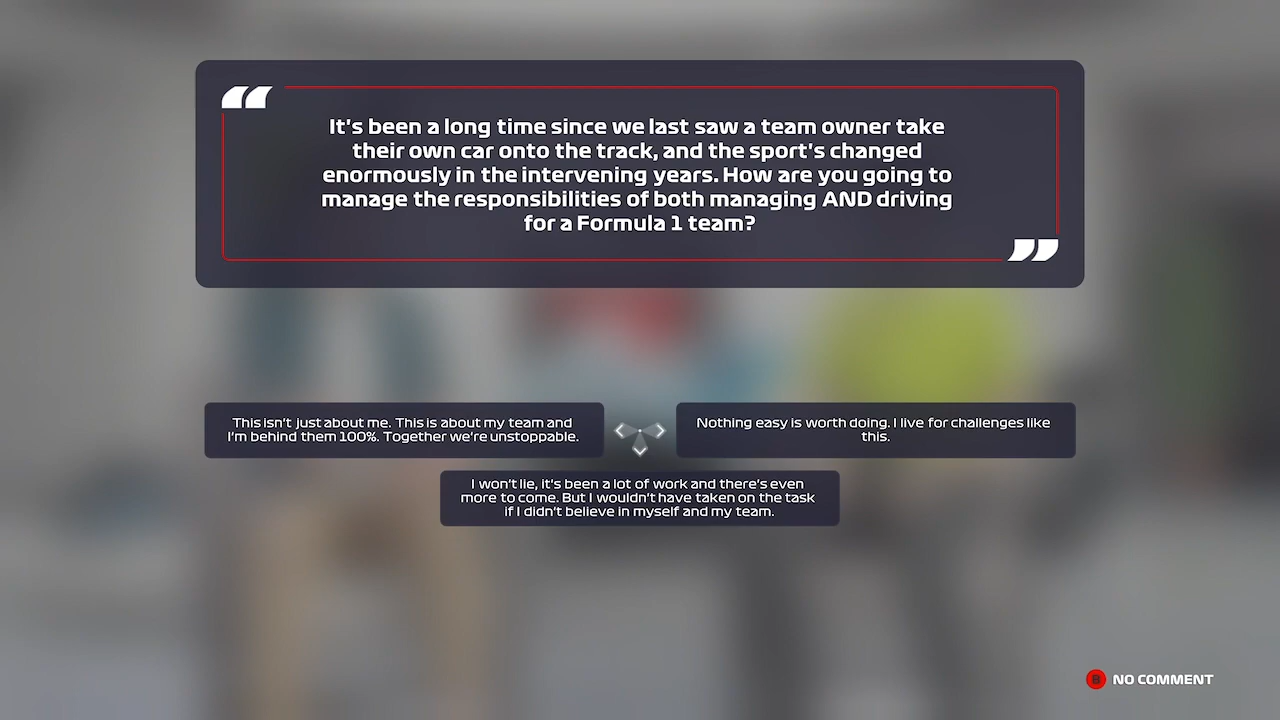 It's been a long time since we last saw a team owner take
their own car onto the track, and the sport's changed
enormously in the intervening years. How are you going to
manage the responsibilities of both managing AND driving
for a Formula 1 team?
This isn't just about me. This is about my team and
I'm behind them 100%. Together we're unstoppable.
Nothing easy is worth doing. I live for challenges like
this.
I won't lie, it's been a lot of work and there's even
more to come. But I wouldn't have taken on the task
if I didn't believe in myself and my team.
B NO COMMENT